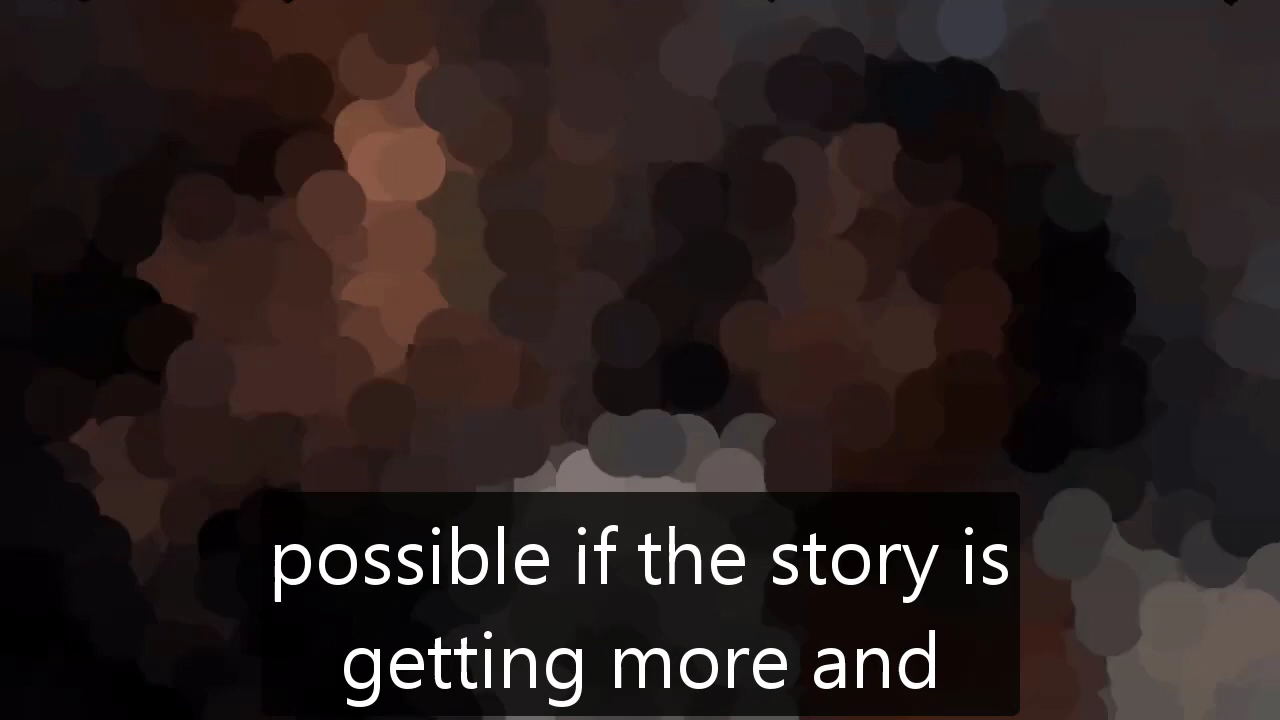 possible if the story is
getting more and